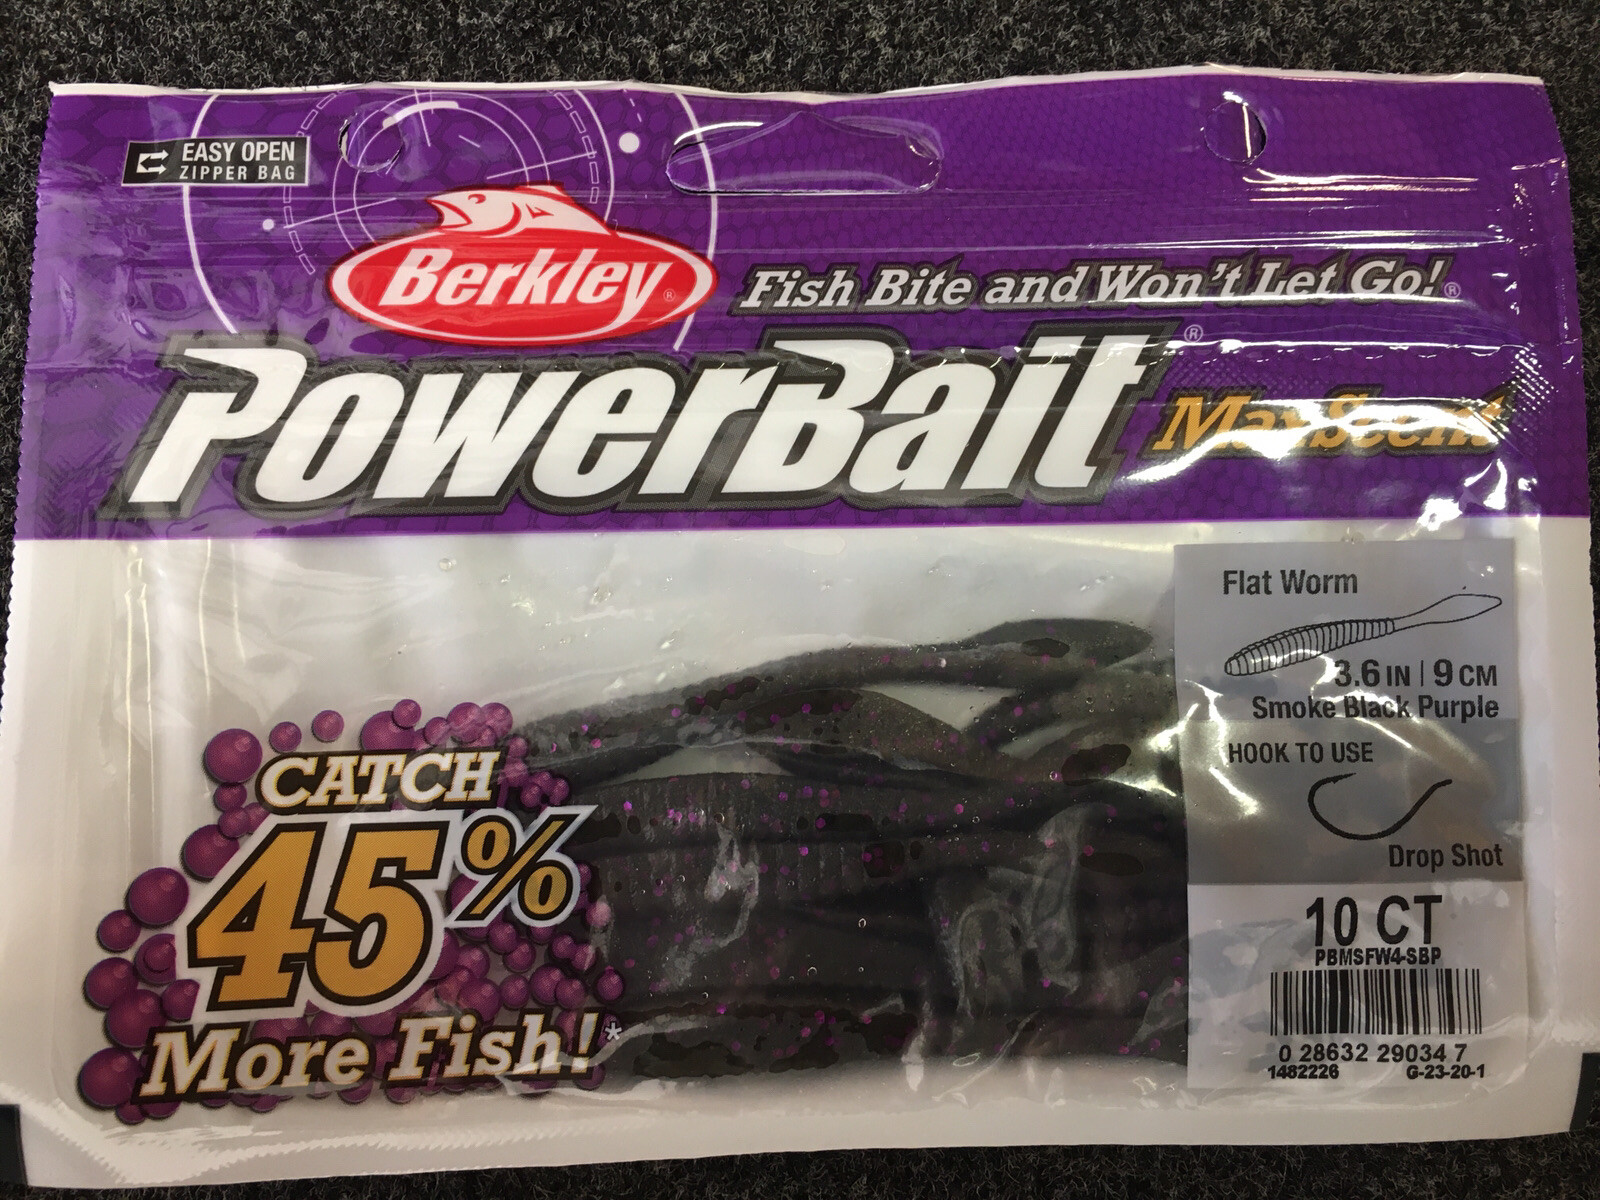 EASY OPEN
ZIPPER BAG
Berkley®
Fish Bite and Won't Let Go!®
PowerBait®
MaxScent
Flat Worm
3.6 IN | 9 CM
Smoke Black Purple
HOOK TO USE
Drop Shot
CATCH
45%
More Fish!*
10 CT
PBMSFW4-SBP
0 28632 29034 7
1482226 G-23-20-1